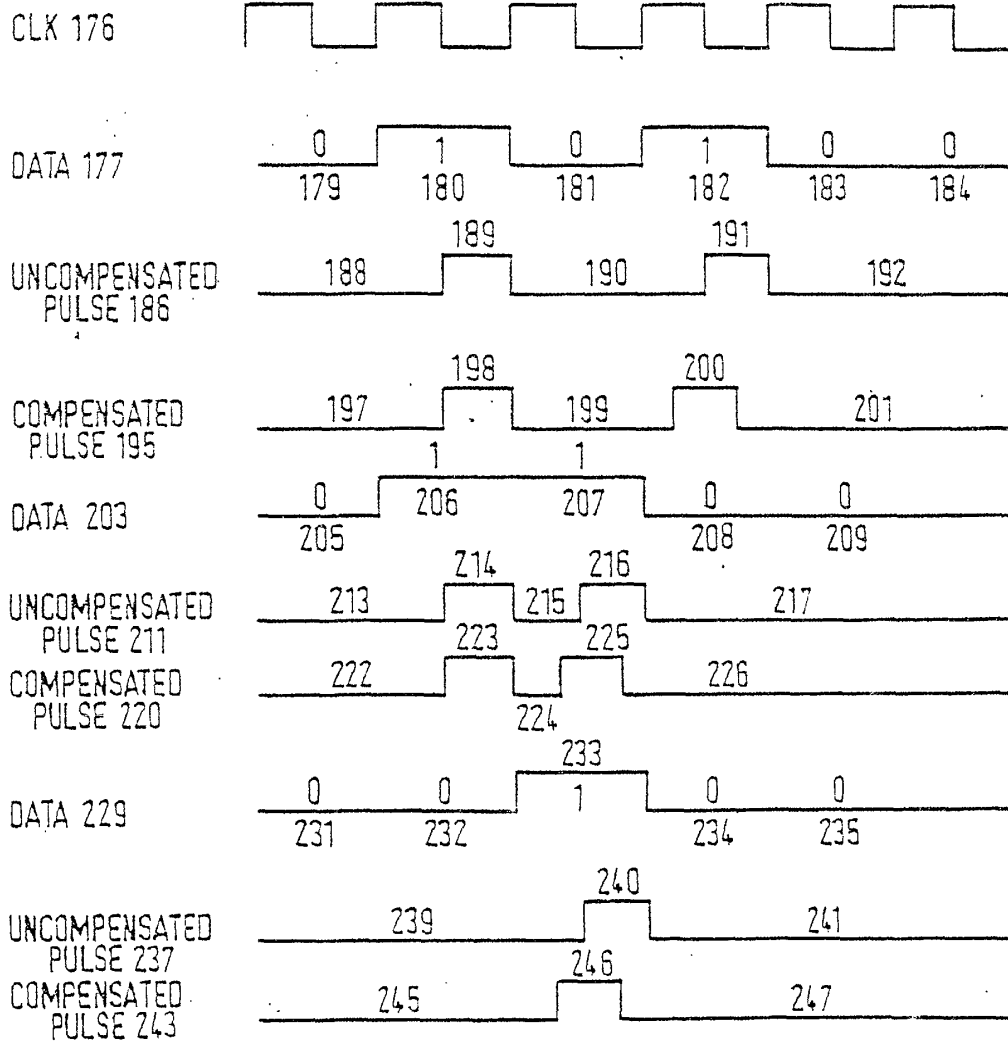 CLK 176
0 1 0 1 0 0
DATA 177
179 180 181 182 183 184
189 191
188 190 192
UNCOMPENSATED
PULSE 186
198 200
197 199 201
COMPENSATED
PULSE 195
1 1
0 206 207 0 0
DATA 203
205 208 209
214 216
213 215 217
UNCOMPENSATED
PULSE 211
223 225
222 226
COMPENSATED
PULSE 220
224
233
0 0 1 0 0
DATA 229
231 232 234 235
240
239 241
UNCOMPENSATED
PULSE 237
246
245 247
COMPENSATED
PULSE 243